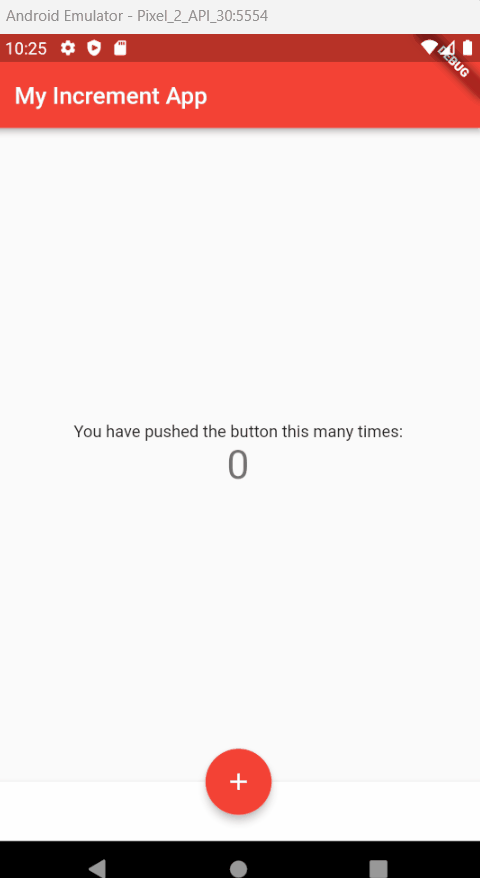 Android Emulator - Pixel_2_API_30:5554
10:25
DEBUG
My Increment App
You have pushed the button this many times:
0
+